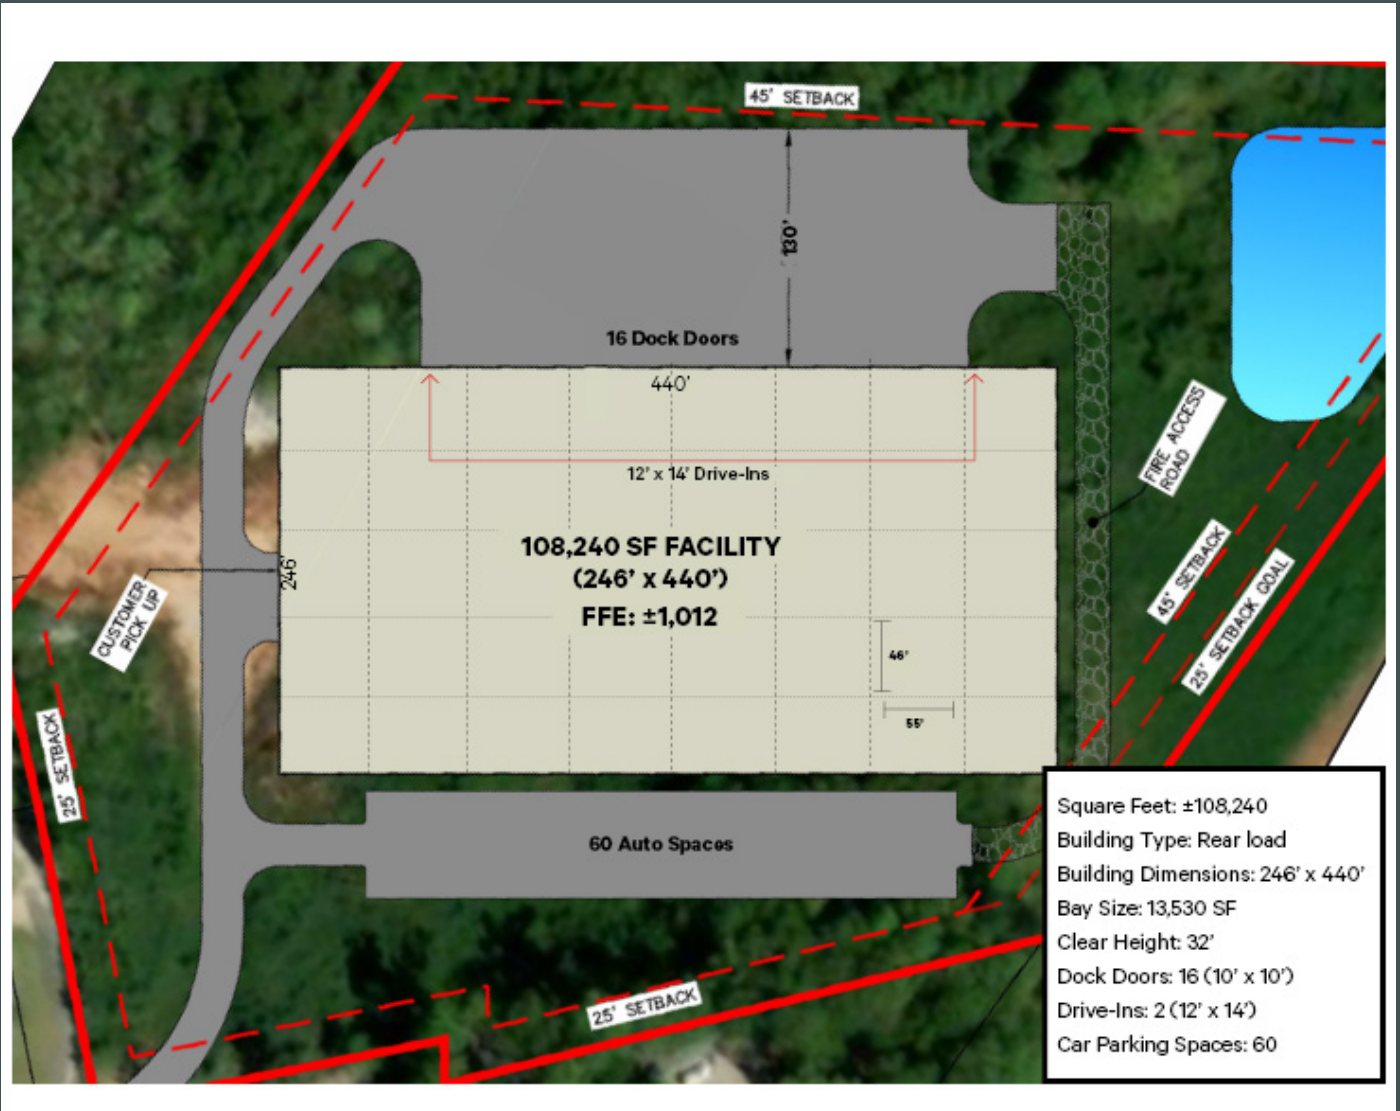 45' SETBACK
130'
16 Dock Doors
440'
12' x 14' Drive-Ins
FIRE ACCESS
ROAD
108,240 SF FACILITY
(246' x 440')
FFE: ±1,012
246'
CUSTOMER
PICK UP
45' SETBACK
25' SETBACK GOAL
46'
55'
25' SETBACK
60 Auto Spaces
25' SETBACK
Square Feet: ±108,240
Building Type: Rear load
Building Dimensions: 246' x 440'
Bay Size: 13,530 SF
Clear Height: 32'
Dock Doors: 16 (10' x 10')
Drive-Ins: 2 (12' x 14')
Car Parking Spaces: 60